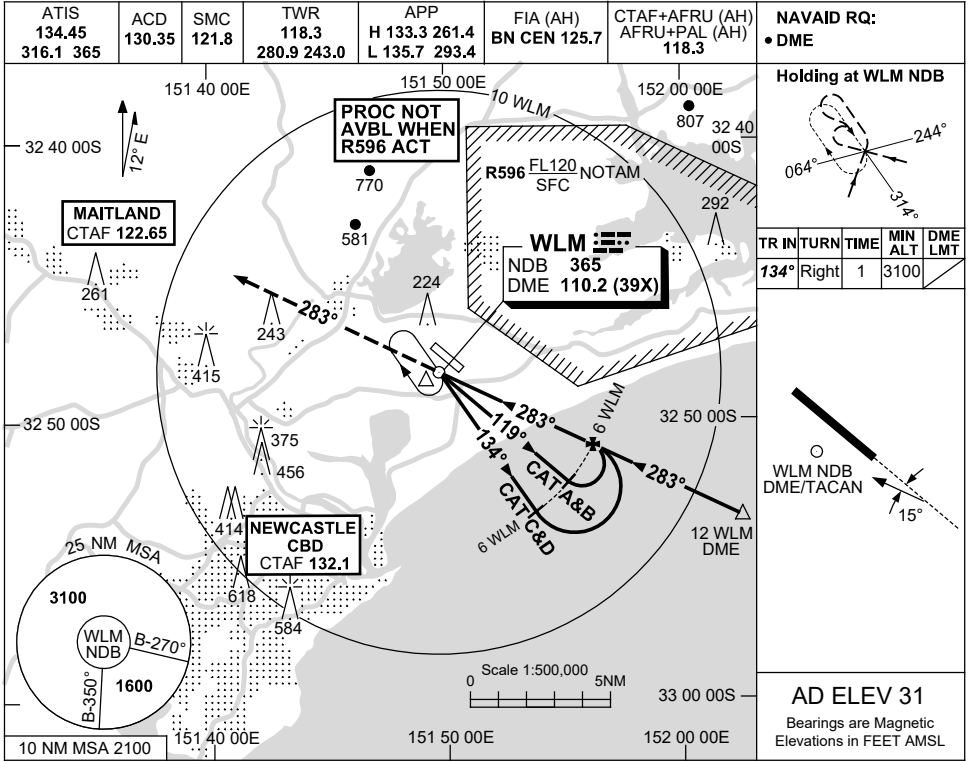 ATIS
134.45
316.1 365
ACD
130.35
SMC
121.8
TWR
118.3
280.9 243.0
APP
H 133.3 261.4
L 135.7 293.4
FIA (AH)
BN CEN 125.7
CTAF+AFRU (AH)
AFRU+PAL (AH)
118.3
NAVAID RQ:
• DME
151 40 00E
151 50 00E
152 00 00E
10 WLM
PROC NOT
AVBL WHEN
R596 ACT
807
32 40
00S
32 40 00S
12° E
770
R596 FL120 NOTAM
SFC
MAITLAND
CTAF 122.65
581
292
WLM
NDB 365
DME 110.2 (39X)
261
224
243
283°
415
32 50 00S
32 50 00S
6 WLM
283°
119°
134°
283°
CAT A&B
CAT C&D
6 WLM
12 WLM
DME
375
456
414
NEWCASTLE
CBD
CTAF 132.1
618
584
25 NM MSA
3100
WLM
NDB
B-270°
B-350°
1600
10 NM MSA 2100
Scale 1:500,000
0
5NM
33 00 00S
151 40 00E
151 50 00E
152 00 00E
Holding at WLM NDB
244°
064°
314°
TR IN TURN TIME MIN ALT DME LMT
134° Right 1 3100
WLM NDB
DME/TACAN
15°
AD ELEV 31
Bearings are Magnetic
Elevations in FEET AMSL